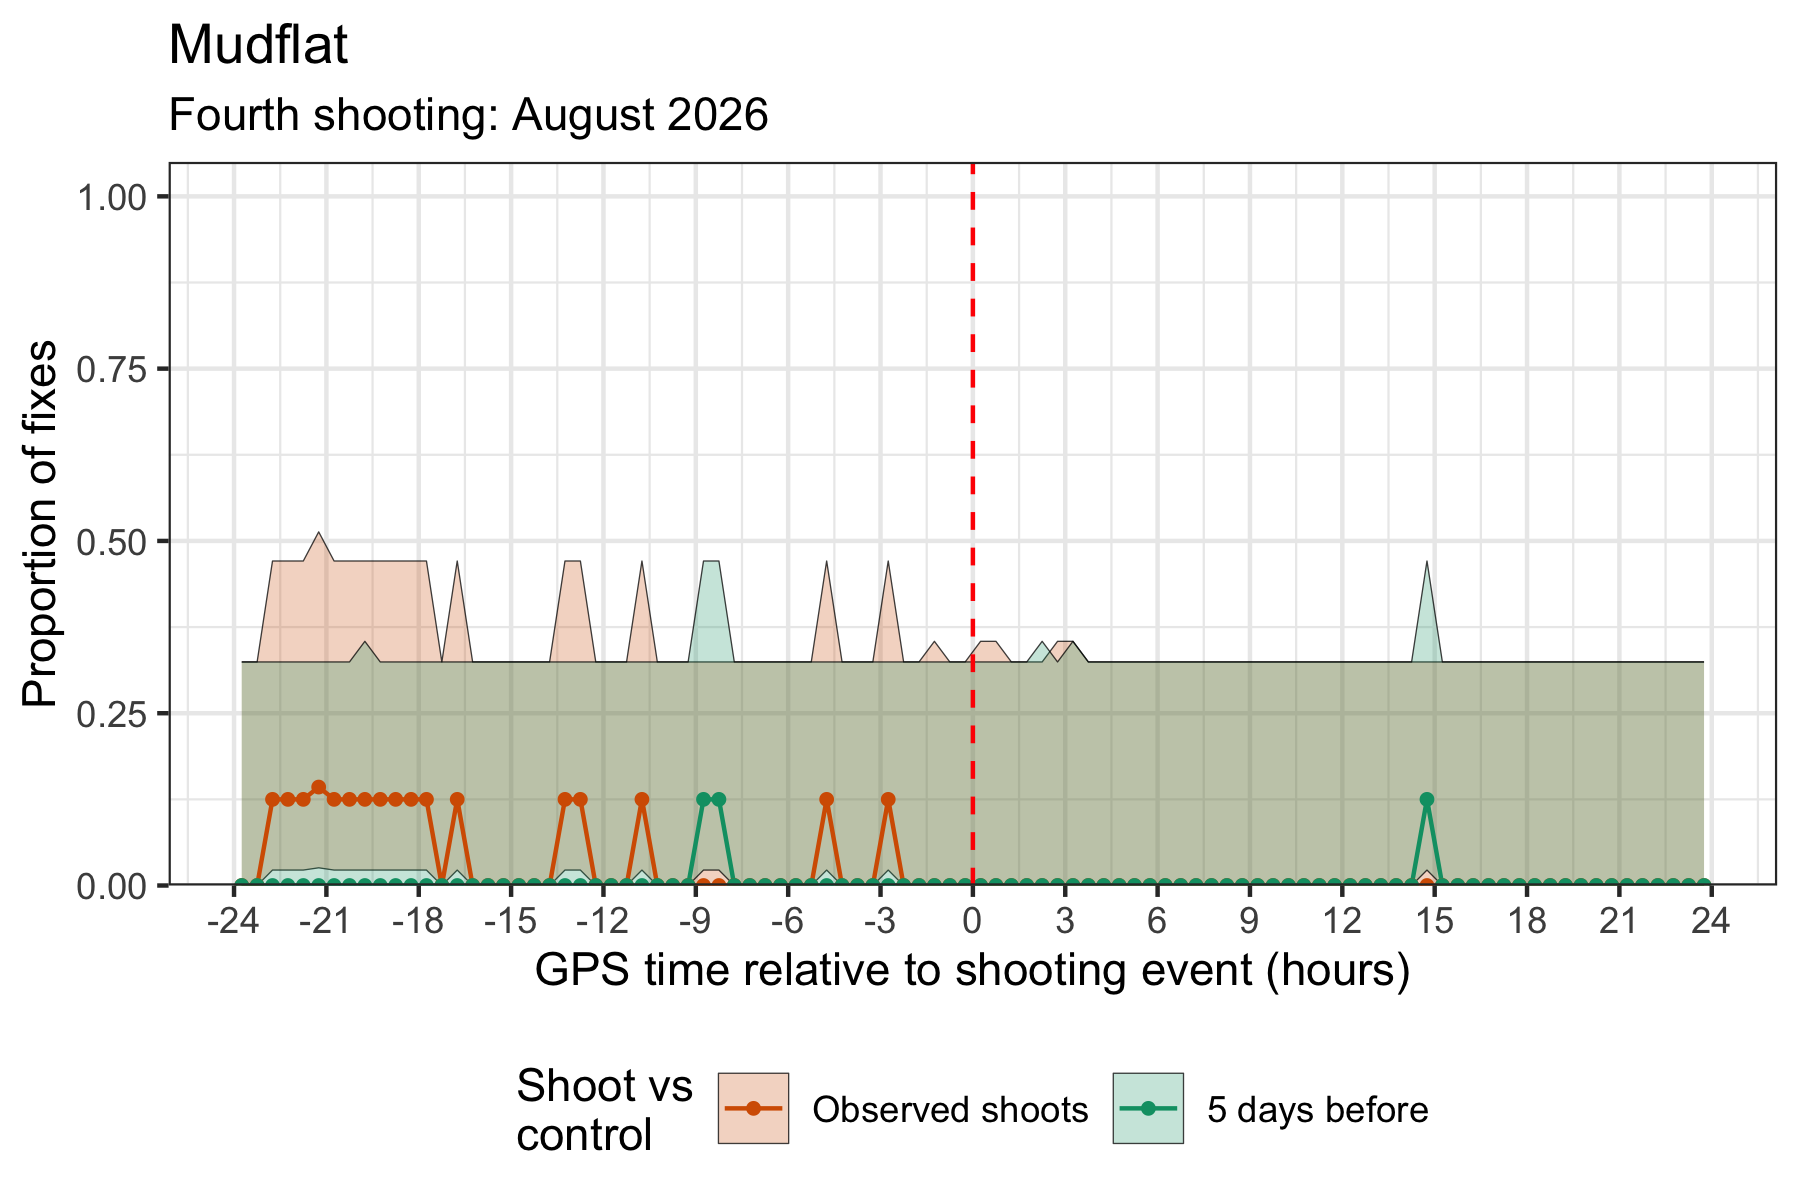 Mudflat
Fourth shooting: August 2026
1.00
0.75
0.50
0.25
0.00
Proportion of fixes
-24 -21 -18 -15 -12 -9 -6 -3 0 3 6 9 12 15 18 21 24
GPS time relative to shooting event (hours)
Shoot vs
control
Observed shoots
5 days before